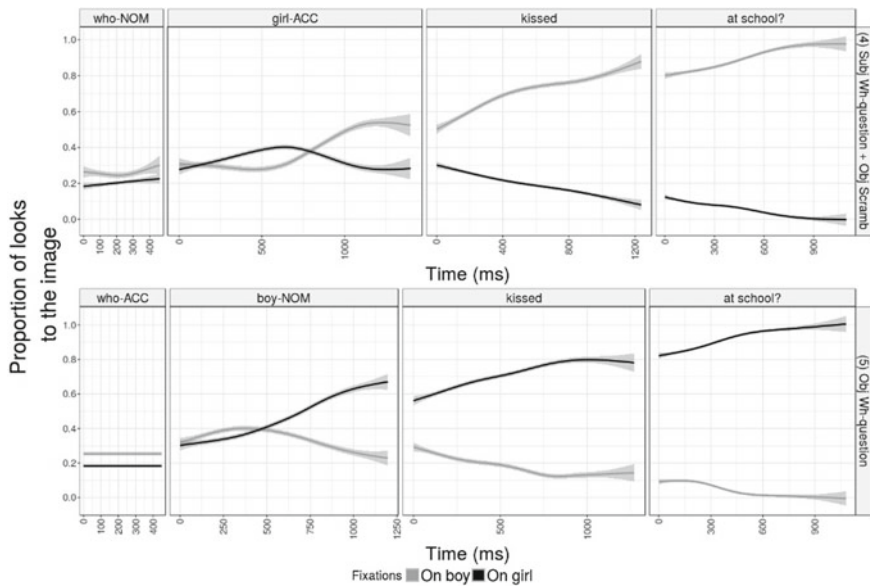 who-NOM girl-ACC kissed at school?
1.0
0.8
0.6
0.4
0.2
0.0
(4) Subj Wh-question + Obj Scramb
0 100 200 300 400 0 500 1000 0 400 800 1200 0 300 600 900
Time (ms)
Proportion of looks
to the image
who-ACC boy-NOM kissed at school?
1.0
0.8
0.6
0.4
0.2
0.0
(5) Obj Wh-question
0 100 200 300 400 0 250 500 750 1000 1250 0 500 1000 0 300 600 900
Time (ms)
Fixations On boy On girl